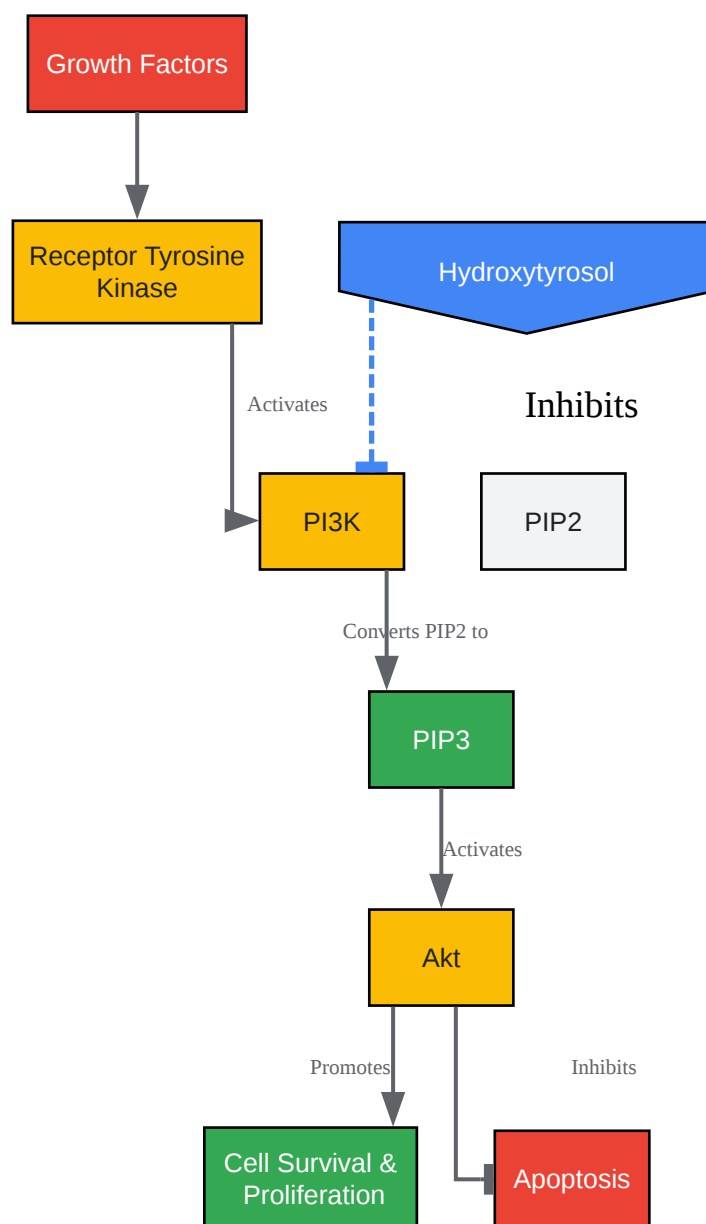 Growth Factors
Receptor Tyrosine
Kinase
Hydroxytyrosol
Activates
Inhibits
PI3K
PIP2
Converts PIP2 to
PIP3
Activates
Akt
Promotes
Inhibits
Cell Survival &
Proliferation
Apoptosis